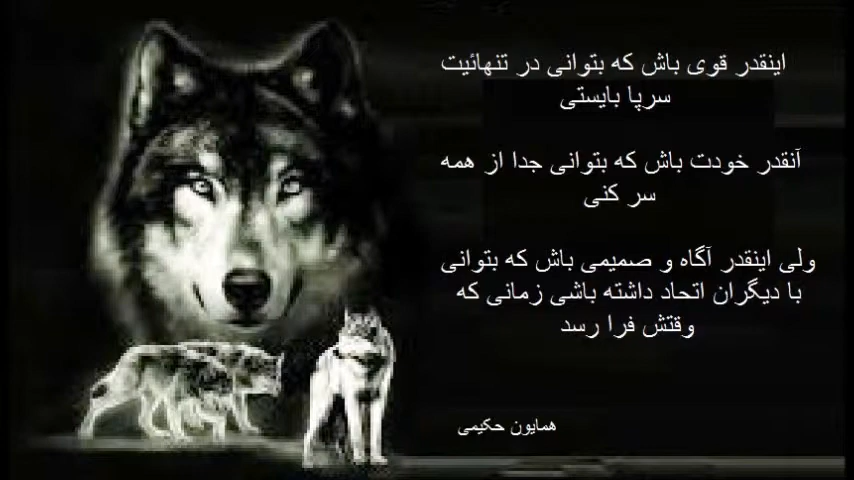 اینقدر قوی باش که بتوانی در تنهائیت
سرپا بایستی
آنقدر خودت باش که بتوانی جدا از همه
سر کنی
ولی اینقدر آگاه و صمیمی باش که بتوانی
با دیگران اتحاد داشته باشی زمانی که
وقتش فرا رسد
همایون حکیمی